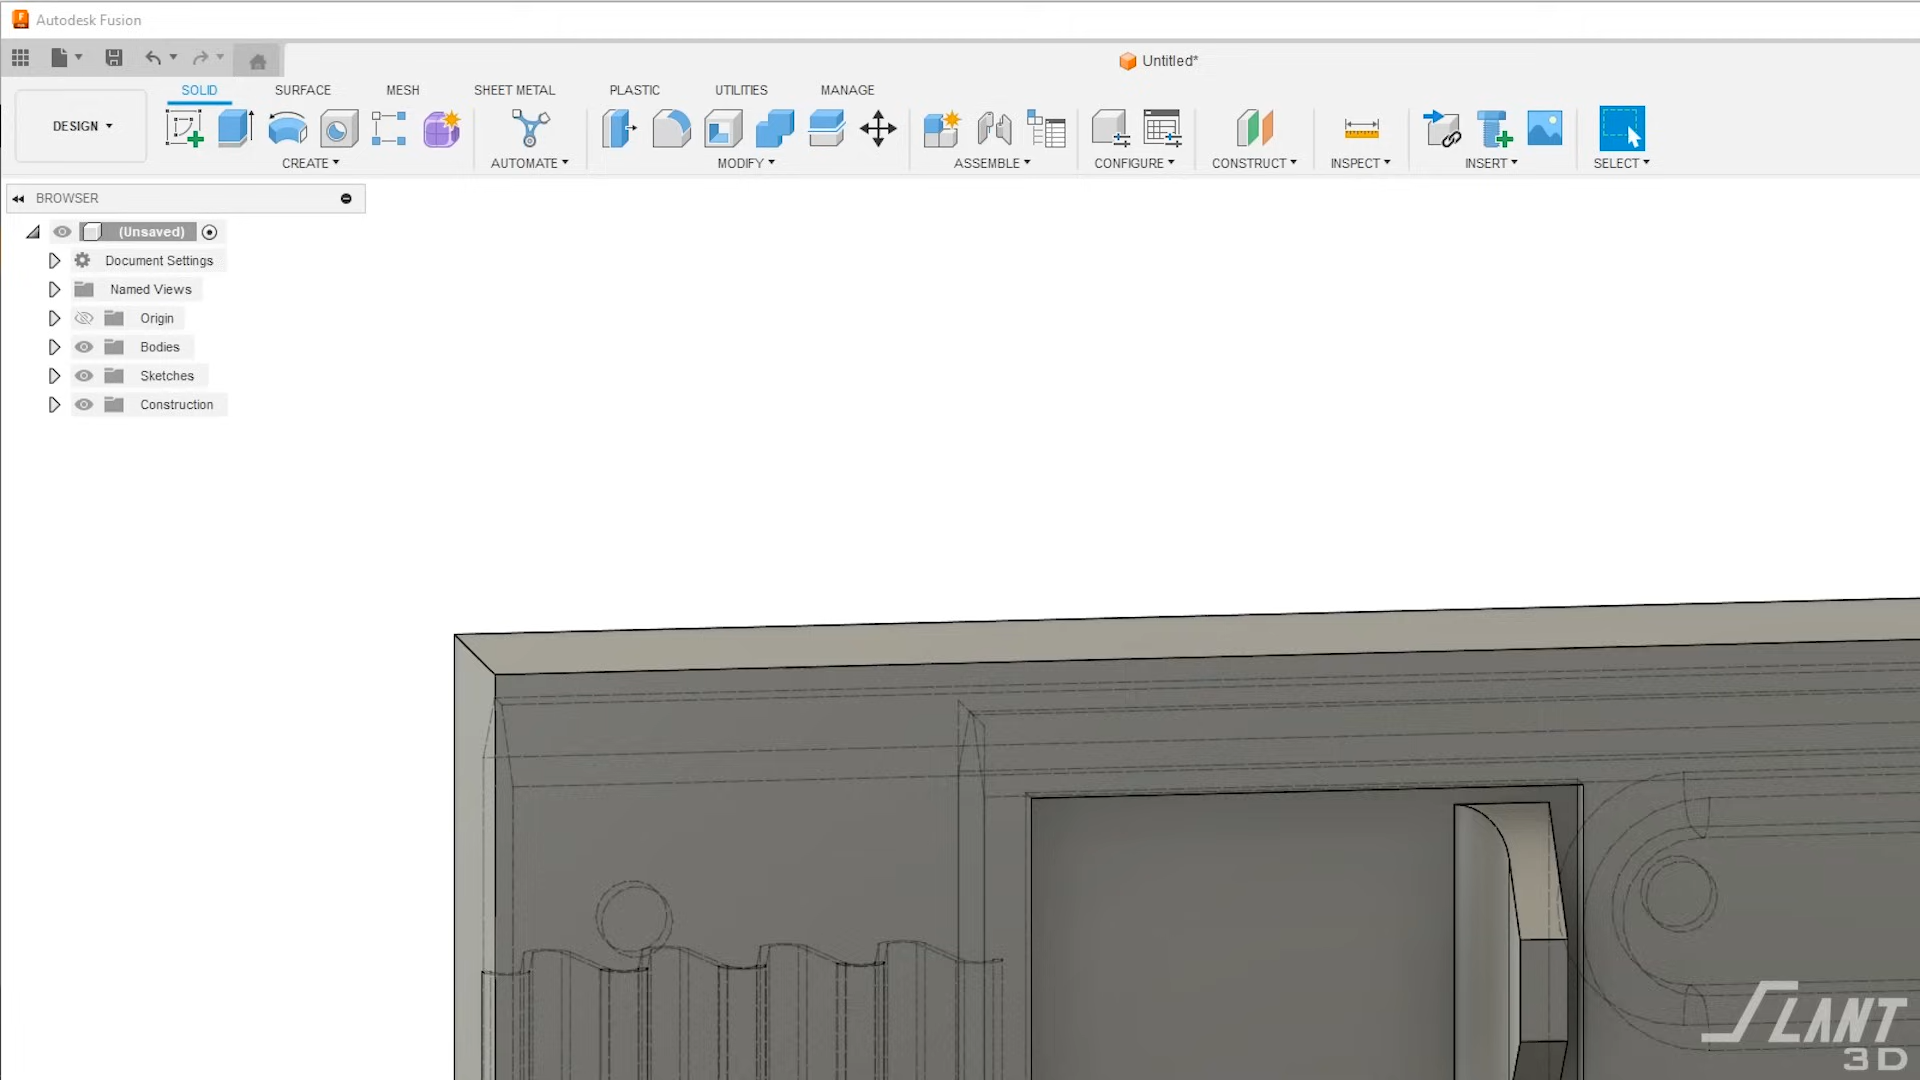 Autodesk Fusion
Untitled*
SOLID SURFACE MESH SHEET METAL PLASTIC UTILITIES MANAGE
DESIGN
CREATE AUTOMATE MODIFY ASSEMBLE CONFIGURE CONSTRUCT INSPECT INSERT SELECT
BROWSER
(Unsaved)
Document Settings
Named Views
Origin
Bodies
Sketches
Construction
SLANT
3D